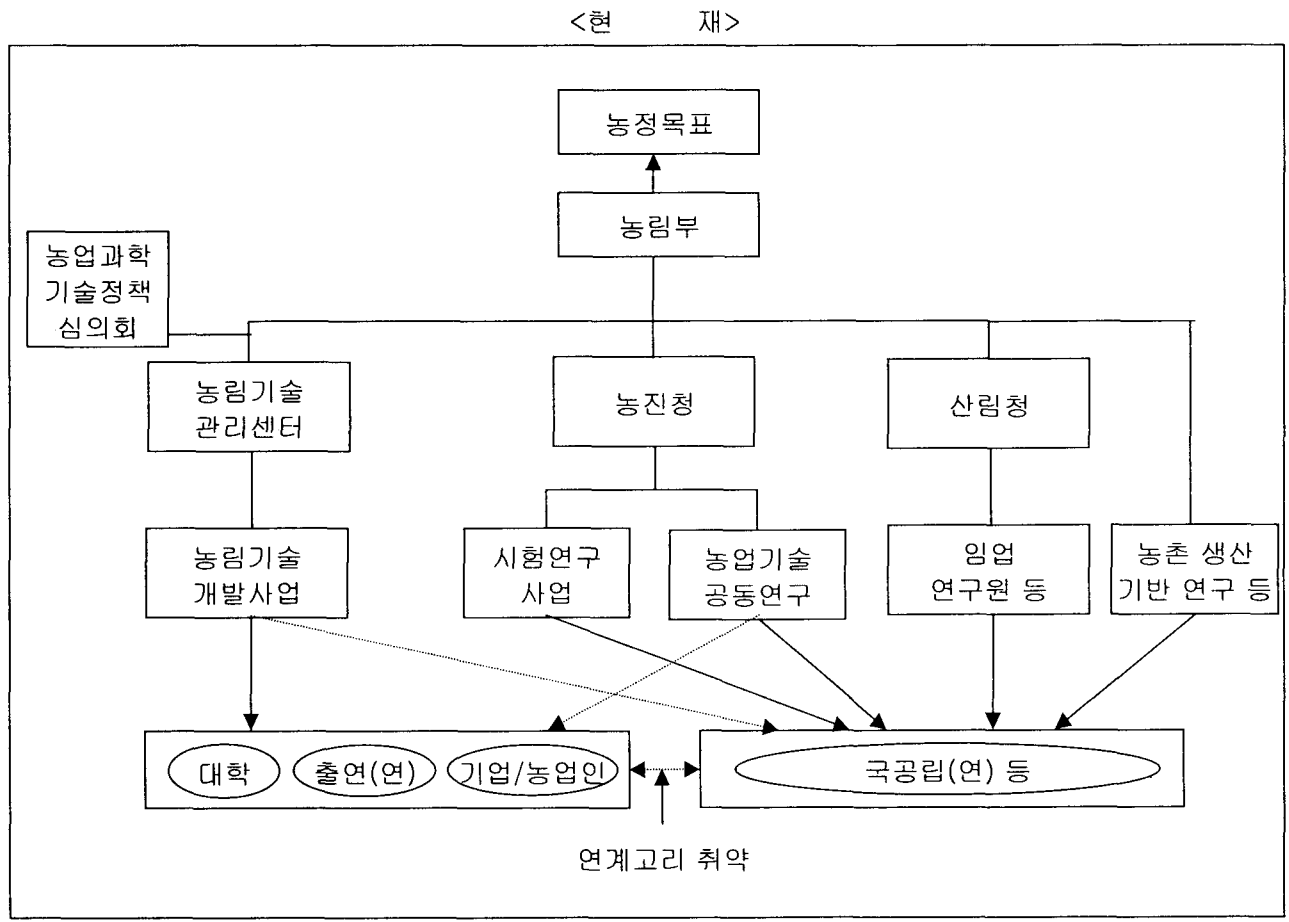 <현 재>
농정목표
농림부
농업과학
기술정책
심의회
농림기술
관리센터
농진청
산림청
농림기술
개발사업
시험연구
사업
농업기술
공동연구
임업
연구원 등
농촌 생산
기반 연구 등
대학
출연(연)
기업/농업인
국공립(연) 등
연계고리 취약